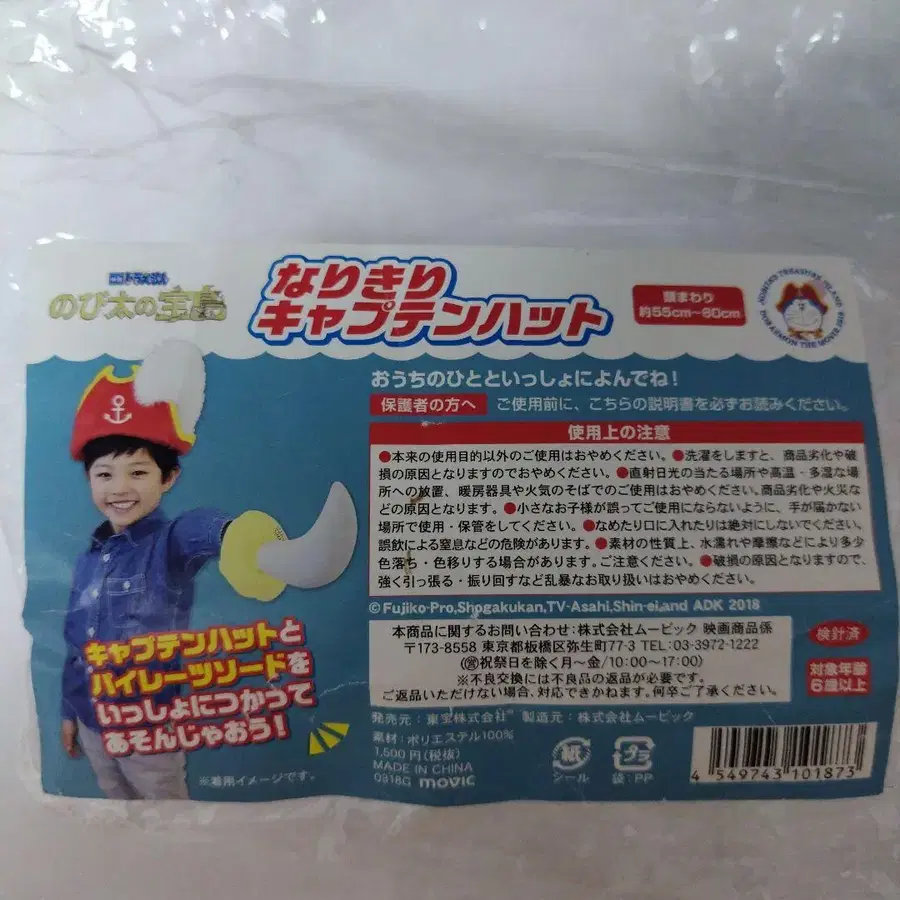 映画ドラえもん
のび太の宝島
なりきり
キャプテンハット
頭まわり
約55cm~60cm
NOBITA'S TREASURE ISLAND
DORAEMON THE MOVIE 2018
おうちのひとといっしょによんでね!
保護者の方へ ご使用前に、こちらの説明書を必ずお読みください。
使用上の注意
●本来の使用目的以外のご使用はおやめください。●洗濯をしますと、商品劣化や破
損の原因となりますのでおやめください。●直射日光の当たる場所や高温・多湿な場
所への放置、暖房器具や火気のそばでのご使用はおやめください。商品劣化や火災な
どの原因となります。●小さなお子様が誤ってご使用にならないように、手が届かない
場所で使用・保管をしてください。●なめたり口に入れたりは絶対にしないでください。
誤飲による窒息などの危険があります。●素材の性質上、水濡れや摩擦などにより多少
色落ち・色移りする場合があります。ご注意ください。●破損の原因となりますので、
強く引っ張る・振り回すなど乱暴なお取り扱いはおやめください。
©Fujiko-Pro,Shogakukan,TV-Asahi,Shin-ei,and ADK 2018
本商品に関するお問い合わせ:株式会社ムービック 映画商品係
〒173-8558 東京都板橋区弥生町77-3 TEL:03-3972-1222
(営祝祭日を除く月~金/10:00~17:00)
※不良交換には不良品の返品が必要です。
ご返品いただけない場合、対応できかねます。何卒ご了承ください。
検針済
対象年齢
6歳以上
キャプテンハットと
パイレーツソードを
いっしょにつかって
あそんじゃおう!
※着用イメージです。
発売元:東宝株式会社 製造元:株式会社ムービック
素材:ポリエステル100%
1,500円(税抜)
MADE IN CHINA
0318G movic
紙
シール
プラ
袋:PP
4 549743 101873